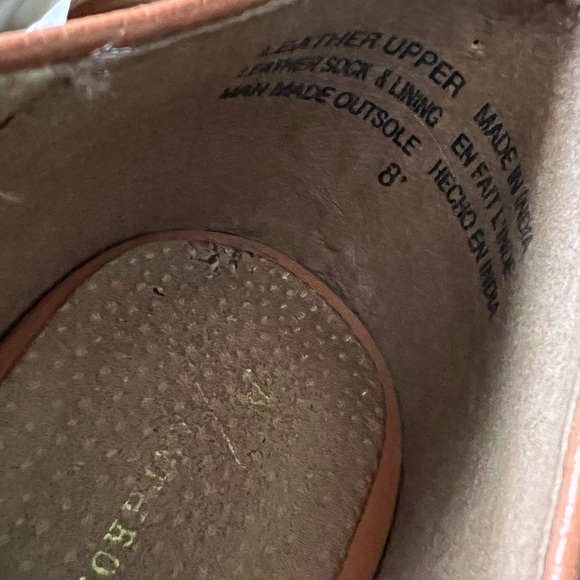 LEATHER UPPER
LEATHER SOCK & LINING
MAN MADE OUTSOLE
8'
MADE IN INDIA
EN FAIT L'INDE
HECHO EN INDIA